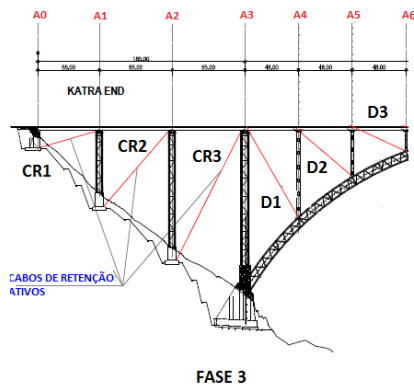 A0 A1 A2 A3 A4 A5 A6
185.00
65.00 65.00 65.00 48.00 48.00 48.00
KATRA END
D3
CR1 CR2 CR3 D1 D2
CABOS DE RETENÇÃO
ATIVOS
FASE 3